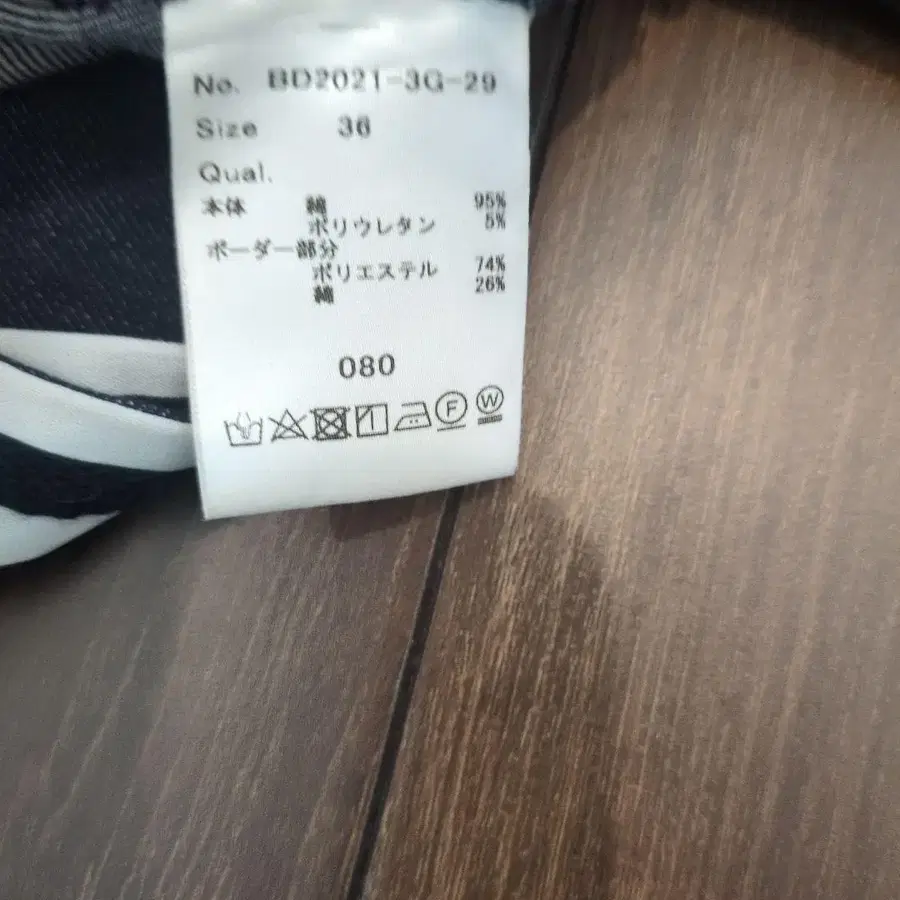 No. BD2021-3G-29
Size 36
Qual.
本体 綿 95%
ポリウレタン 5%
ボーダー部分
ポリエステル 74%
綿 26%
080
F W